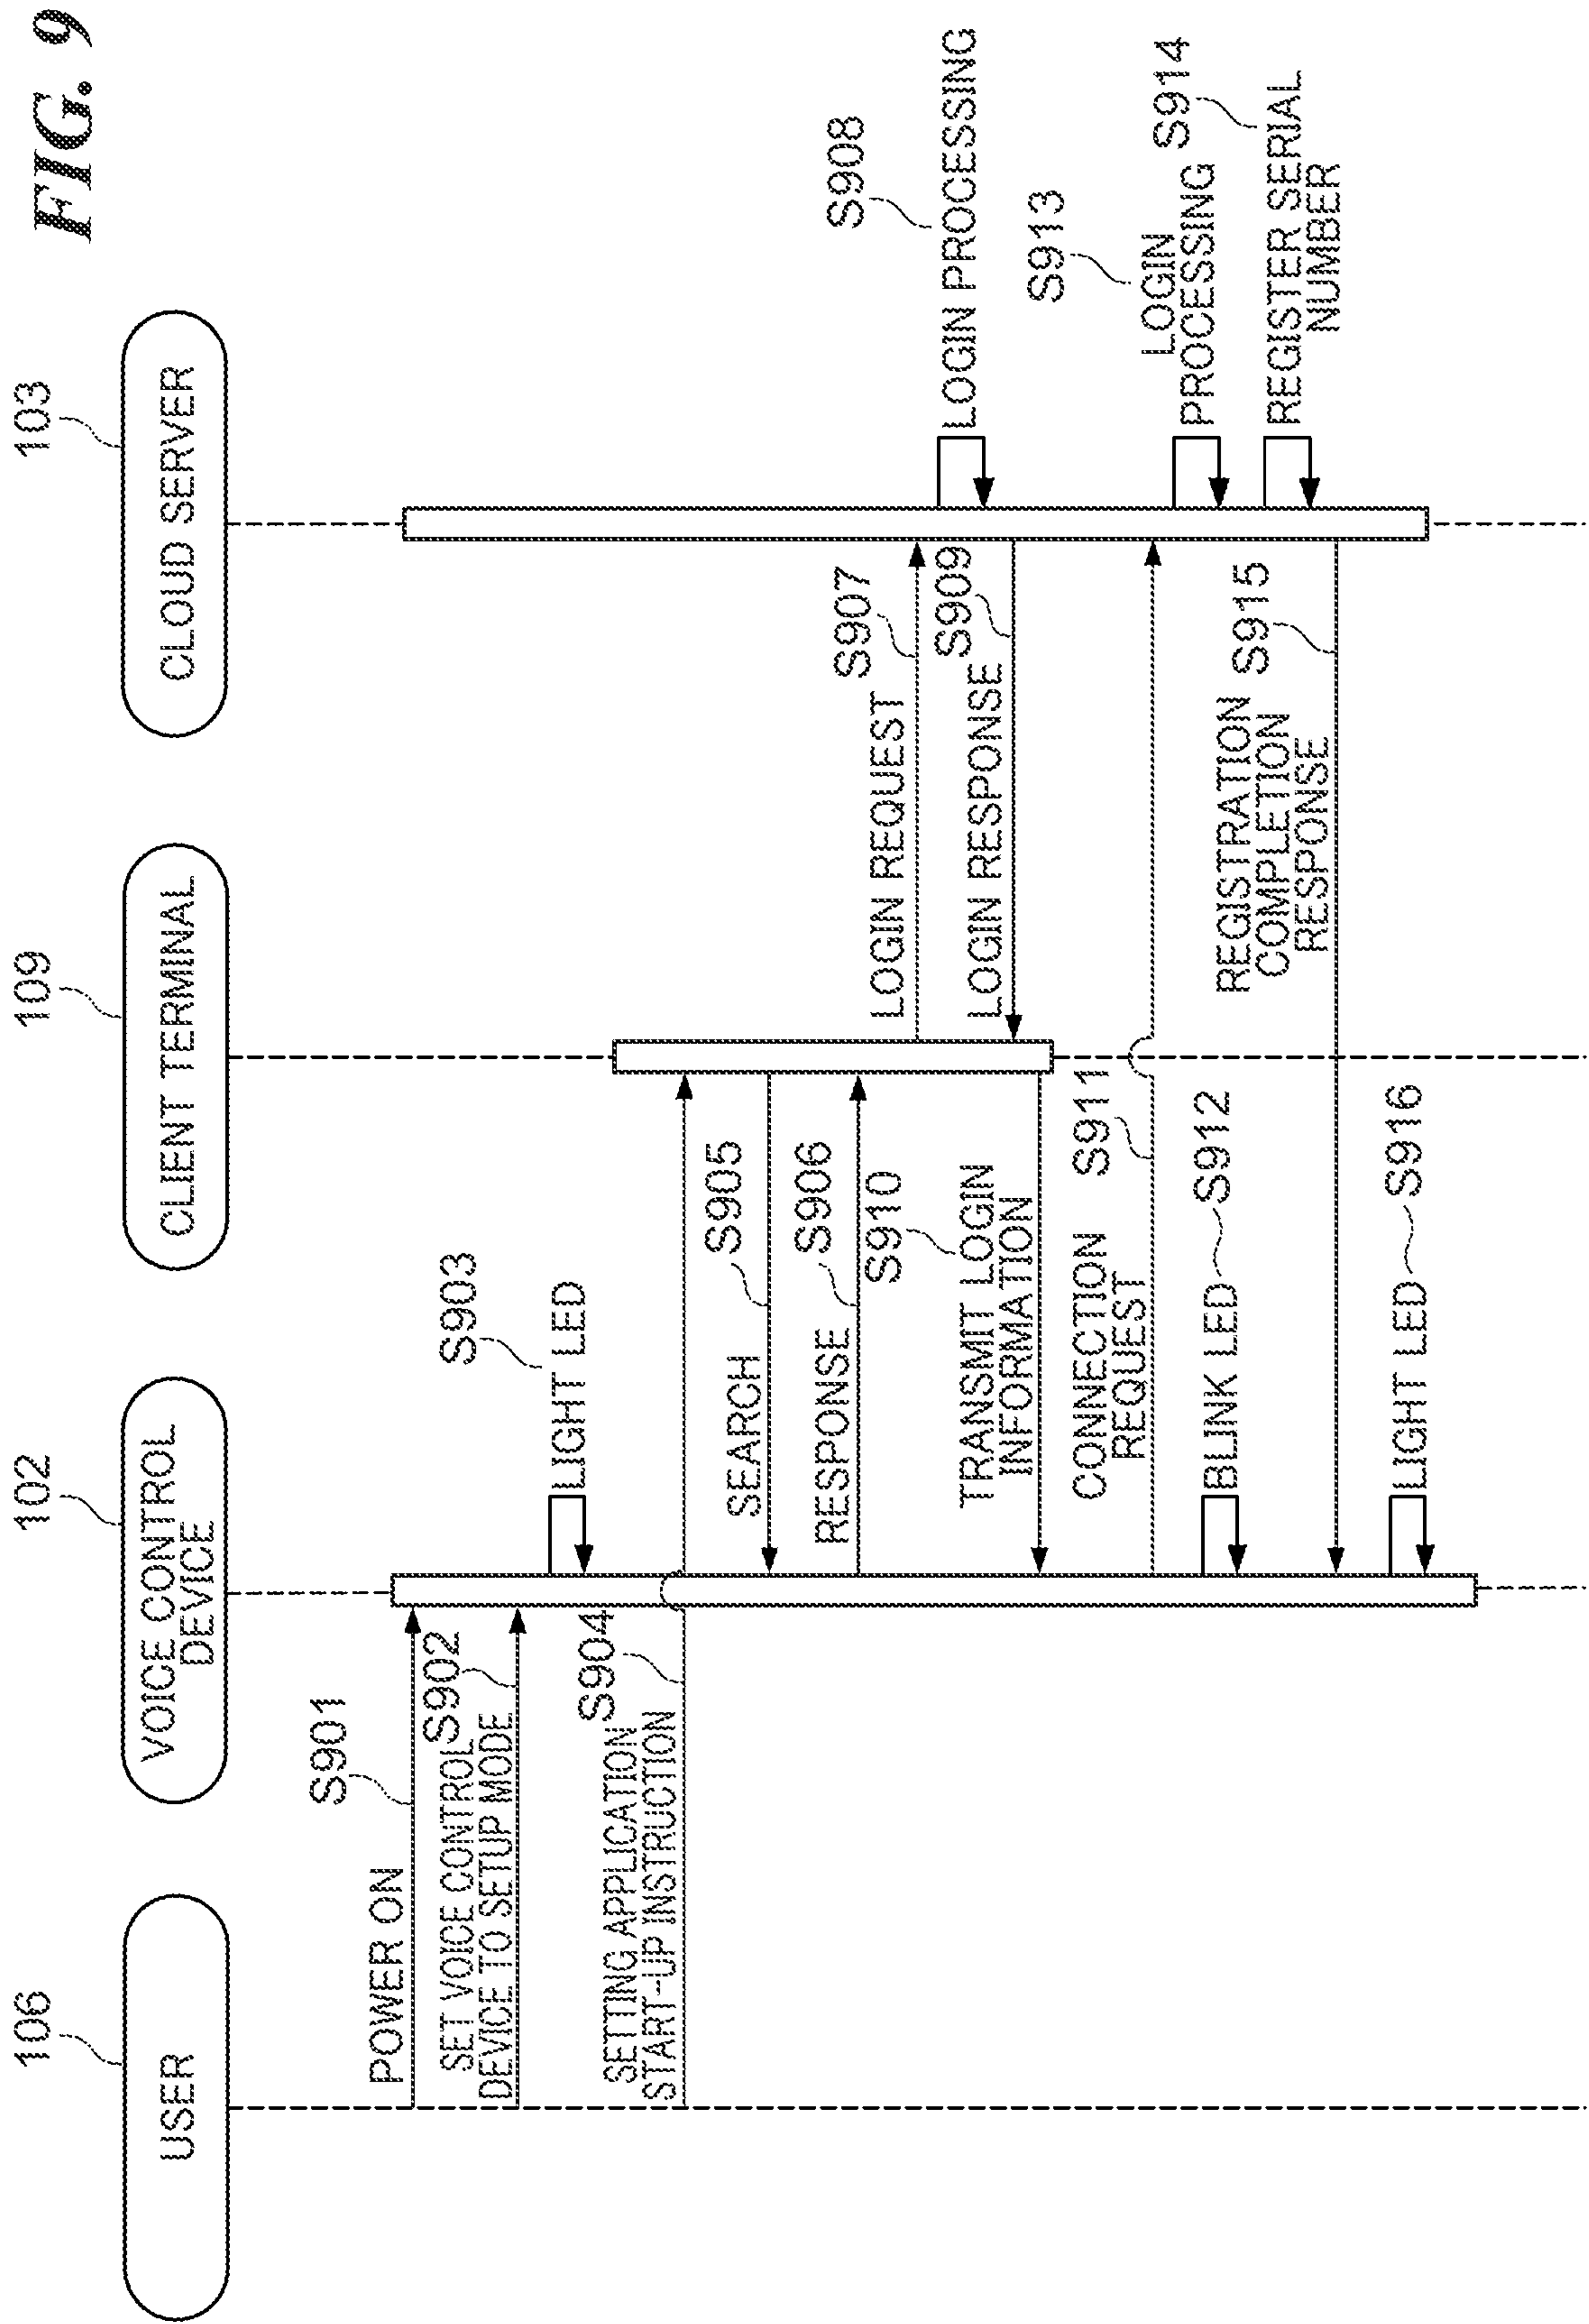 FIG. 9
106
USER
102
VOICE CONTROL
DEVICE
109
CLIENT TERMINAL
103
CLOUD SERVER
S901
POWER ON
S902
SET VOICE CONTROL
DEVICE TO SETUP MODE
S903
LIGHT LED
S904
SETTING APPLICATION
START-UP INSTRUCTION
S905
SEARCH
S906
RESPONSE
S907
LOGIN REQUEST
S908
LOGIN PROCESSING
S909
LOGIN RESPONSE
S910
TRANSMIT LOGIN
INFORMATION
S911
CONNECTION
REQUEST
S912
BLINK LED
S913
LOGIN
PROCESSING
S914
REGISTER SERIAL
NUMBER
S915
REGISTRATION
COMPLETION
RESPONSE
S916
LIGHT LED